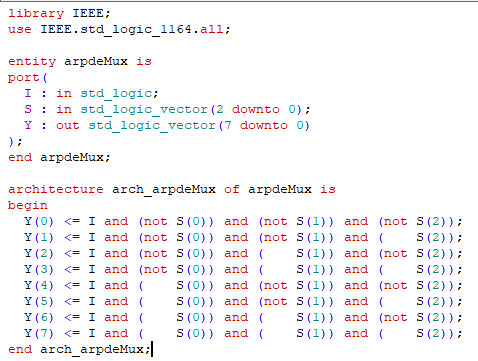 library IEEE;
use IEEE.std_logic_1164.all;

entity arpdeMux is
port(
  I : in std_logic;
  S : in std_logic_vector(2 downto 0);
  Y : out std_logic_vector(7 downto 0)
);
end arpdeMux;

architecture arch_arpdeMux of arpdeMux is
begin
  Y(0) <= I and (not S(0)) and (not S(1)) and (not S(2));
  Y(1) <= I and (not S(0)) and (not S(1)) and (    S(2));
  Y(2) <= I and (not S(0)) and (    S(1)) and (not S(2));
  Y(3) <= I and (not S(0)) and (    S(1)) and (    S(2));
  Y(4) <= I and (    S(0)) and (not S(1)) and (not S(2));
  Y(5) <= I and (    S(0)) and (not S(1)) and (    S(2));
  Y(6) <= I and (    S(0)) and (    S(1)) and (not S(2));
  Y(7) <= I and (    S(0)) and (    S(1)) and (    S(2));
end arch_arpdeMux;